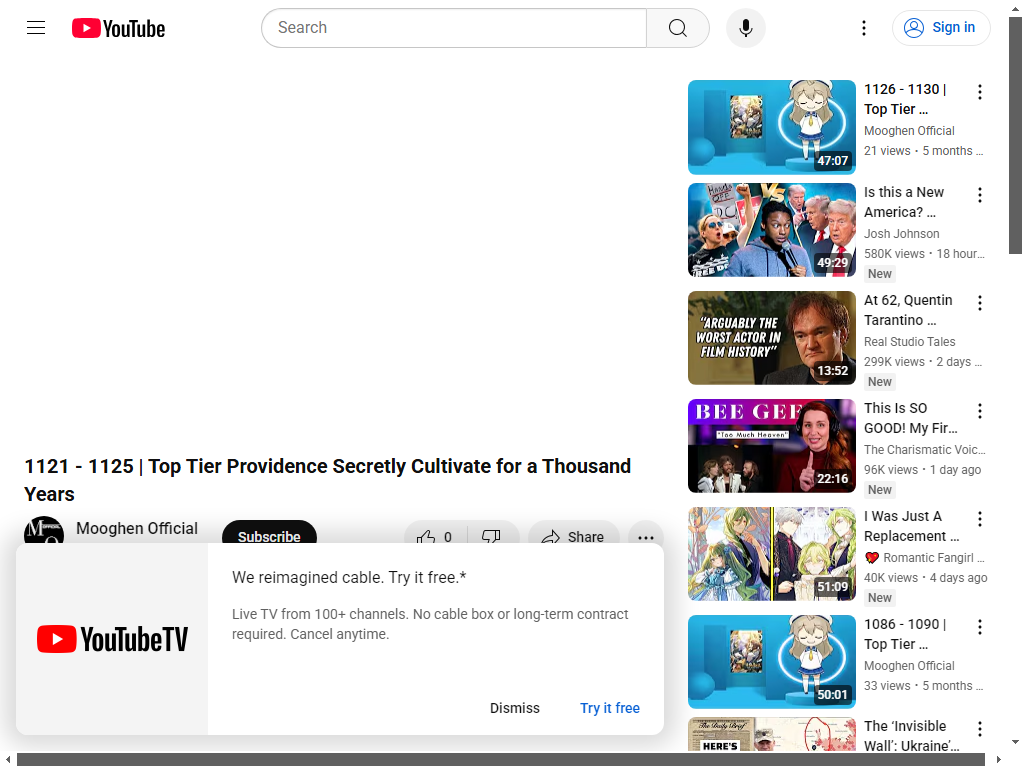 YouTube
Search
Sign in
1126 - 1130 |
Top Tier ...
Mooghen Official
21 views • 5 months ...
47:07
HANDS
OFF
DC
VS
FREE DC
49:29
Is this a New
America? ...
Josh Johnson
580K views • 18 hour...
New
"ARGUABLY THE
WORST ACTOR IN
FILM HISTORY"
13:52
At 62, Quentin
Tarantino ...
Real Studio Tales
299K views • 2 days ...
New
BEE GEE
"Too Much Heaven"
22:16
This Is SO
GOOD! My Fir...
The Charismatic Voic...
96K views • 1 day ago
New
51:09
I Was Just A
Replacement ...
Romantic Fangirl ...
40K views • 4 days ago
New
50:01
1086 - 1090 |
Top Tier ...
Mooghen Official
33 views • 5 months ...
The Daily Brief
HERE'S
The ‘Invisible
Wall’: Ukraine’...
1121 - 1125 | Top Tier Providence Secretly Cultivate for a Thousand
Years
Mooghen Official
Subscribe
0
Share
YouTubeTV
We reimagined cable. Try it free.*
Live TV from 100+ channels. No cable box or long-term contract
required. Cancel anytime.
Dismiss
Try it free